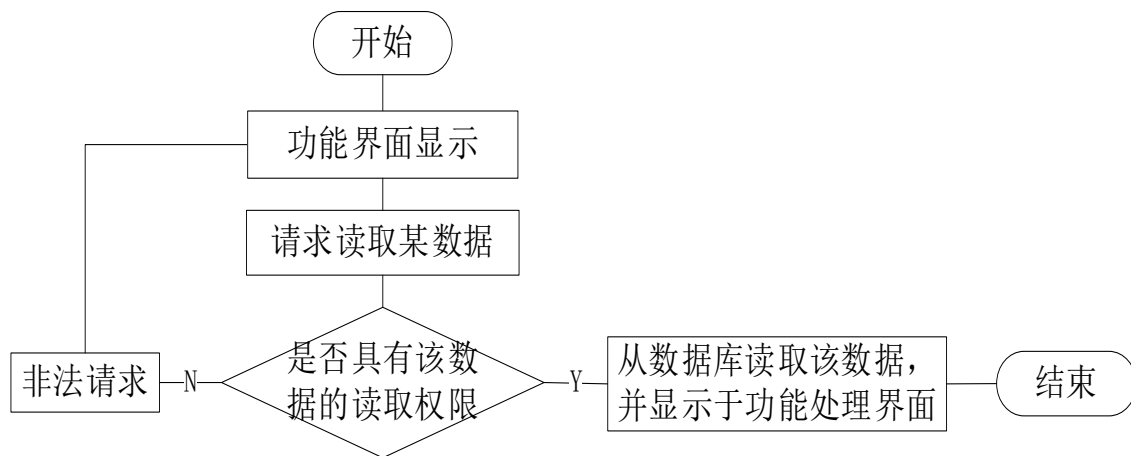 开始
功能界面显示
请求读取某数据
是否具有该数
据的读取权限
N
非法请求
Y
从数据库读取该数据，
并显示于功能处理界面
结束